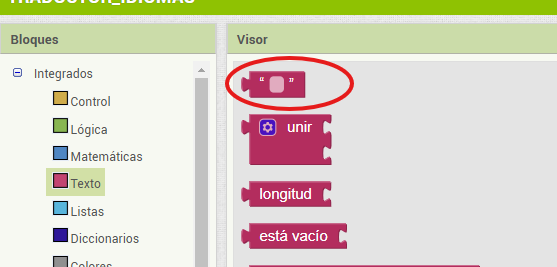 TRADUCTOR_IDIOMAS
Bloques
Visor
Integrados
Control
Lógica
Matemáticas
Texto
Listas
Diccionarios
Colores
“ ”
unir
longitud
está vacío